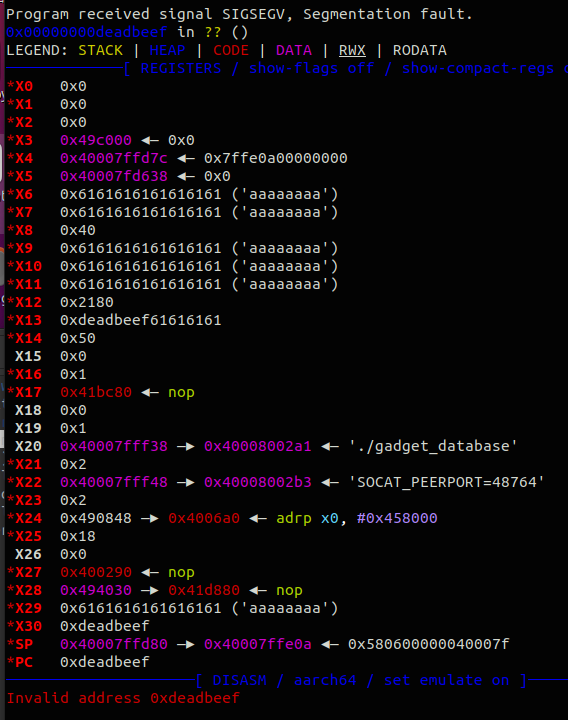 Program received signal SIGSEGV, Segmentation fault.
0x00000000deadbeef in ?? ()
LEGEND: STACK | HEAP | CODE | DATA | RWX | RODATA
[ REGISTERS / show-flags off / show-compact-regs o
*X0 0x0
*X1 0x0
*X2 0x0
*X3 0x49c000 ◂— 0x0
*X4 0x40007ffd7c ◂— 0x7ffe0a00000000
*X5 0x40007fd638 ◂— 0x0
*X6 0x6161616161616161 ('aaaaaaaa')
*X7 0x6161616161616161 ('aaaaaaaa')
*X8 0x40
*X9 0x6161616161616161 ('aaaaaaaa')
*X10 0x6161616161616161 ('aaaaaaaa')
*X11 0x6161616161616161 ('aaaaaaaa')
*X12 0x2180
*X13 0xdeadbeef61616161
*X14 0x50
X15 0x0
*X16 0x1
*X17 0x41bc80 ◂— nop
X18 0x0
X19 0x1
X20 0x40007fff38 —▸ 0x40008002a1 ◂— './gadget_database'
*X21 0x2
*X22 0x40007fff48 —▸ 0x40008002b3 ◂— 'SOCAT_PEERPORT=48764'
*X23 0x2
*X24 0x490848 —▸ 0x4006a0 ◂— adrp x0, #0x458000
*X25 0x18
X26 0x0
*X27 0x400290 ◂— nop
*X28 0x494030 —▸ 0x41d880 ◂— nop
*X29 0x6161616161616161 ('aaaaaaaa')
*X30 0xdeadbeef
*SP 0x40007ffd80 —▸ 0x40007ffe0a ◂— 0x580600000040007f
*PC 0xdeadbeef
[ DISASM / aarch64 / set emulate on ]
Invalid address 0xdeadbeef